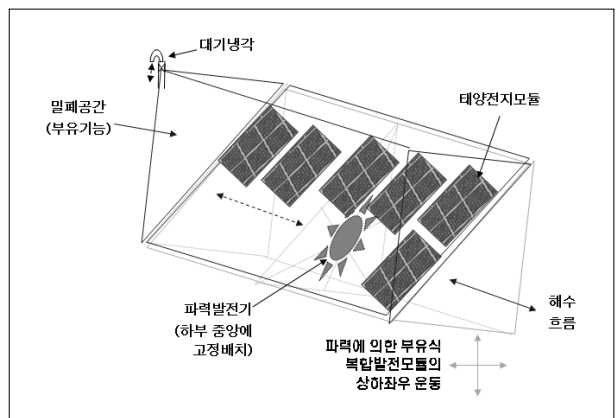 대기냉각
밀폐공간
(부유기능)
태양전지모듈
파력발전기
(하부 중앙에
고정배치)
해수
흐름
파력에 의한 부유식
복합발전모듈의
상하좌우 운동